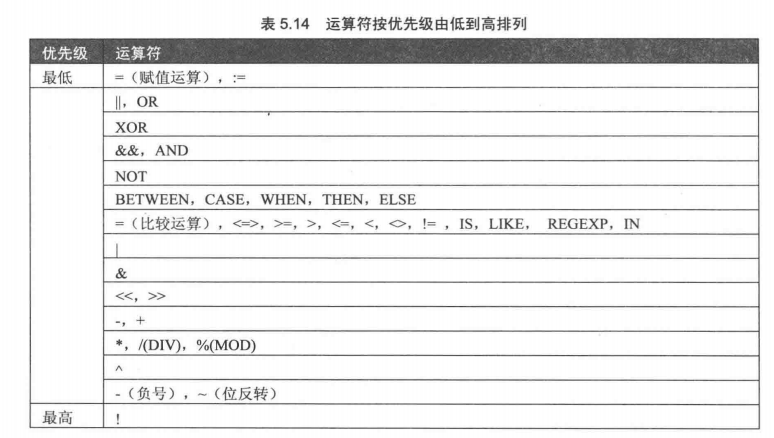 表 5.14 运算符按优先级由低到高排列
优先级 运算符
最低 =（赋值运算），:=
||，OR
XOR
&&，AND
NOT
BETWEEN，CASE，WHEN，THEN，ELSE
=（比较运算），<=>，>=，>，<=，<，<>，!=，IS，LIKE， REGEXP，IN
|
&
<<，>>
-，+
*，/(DIV)，%(MOD)
^
-（负号），~（位反转）
最高 !